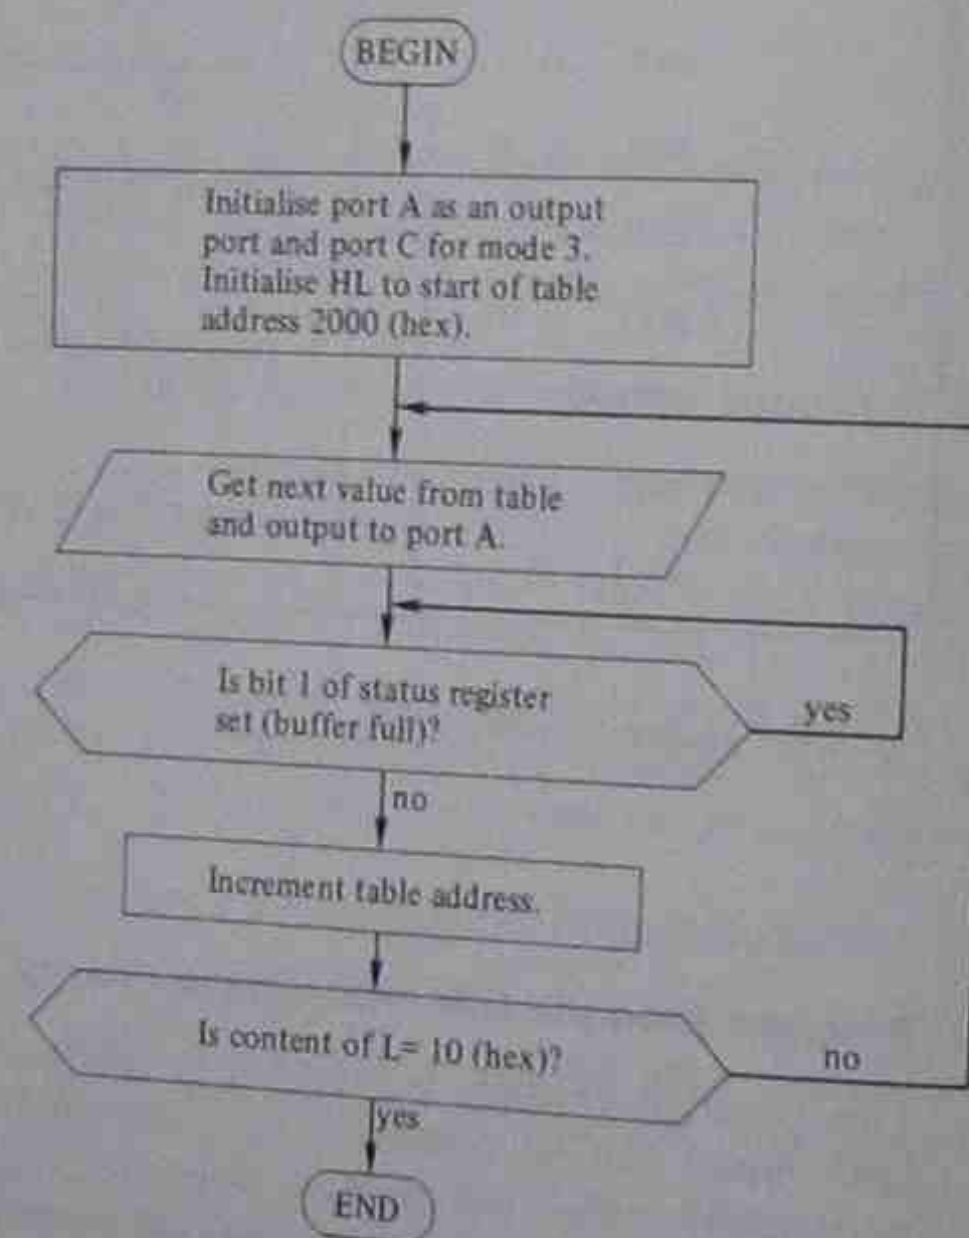 BEGIN
Initialise port A as an output
port and port C for mode 3.
Initialise HL to start of table
address 2000 (hex).
Get next value from table
and output to port A.
Is bit 1 of status register
set (buffer full)?
yes
no
Increment table address.
Is content of L= 10 (hex)?
no
yes
END